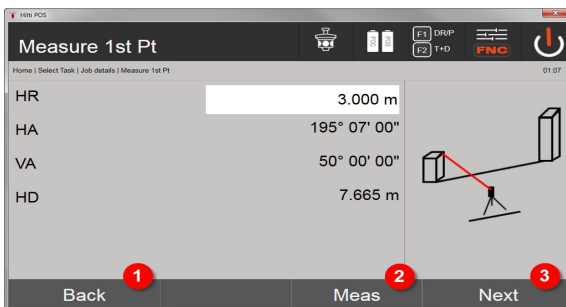 Hilti POS
Measure 1st Pt
POC
POS
F1 DR/P
F2 T+D
FNC
Home | Select Task | Job details | Measure 1st Pt
01:07
HR
3.000 m
HA
195° 07' 00"
VA
50° 00' 00"
HD
7.665 m
1
2
3
Back
Meas
Next